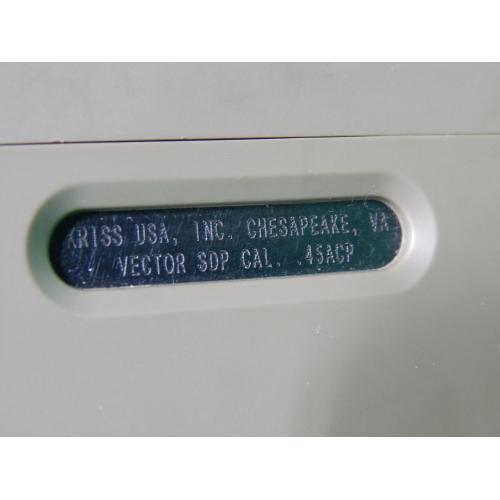 KRISS USA, INC. CHESAPEAKE, VA
VECTOR SDP CAL. .45ACP